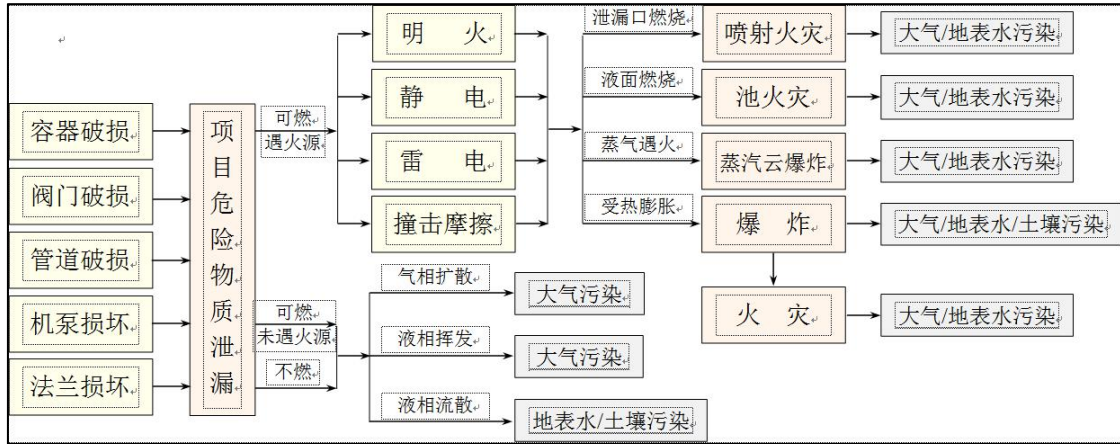 容器破损
阀门破损
管道破损
机泵损坏
法兰损坏
项目危险物质泄漏
可燃
遇火源
可燃
未遇火源
不燃
明 火
静 电
雷 电
撞击摩擦
泄漏口燃烧
液面燃烧
蒸气遇火
受热膨胀
喷射火灾
池火灾
蒸汽云爆炸
爆 炸
火 灾
大气/地表水污染
大气/地表水污染
大气/地表水污染
大气/地表水/土壤污染
大气/地表水污染
气相扩散
液相挥发
液相流散
大气污染
大气污染
地表水/土壤污染